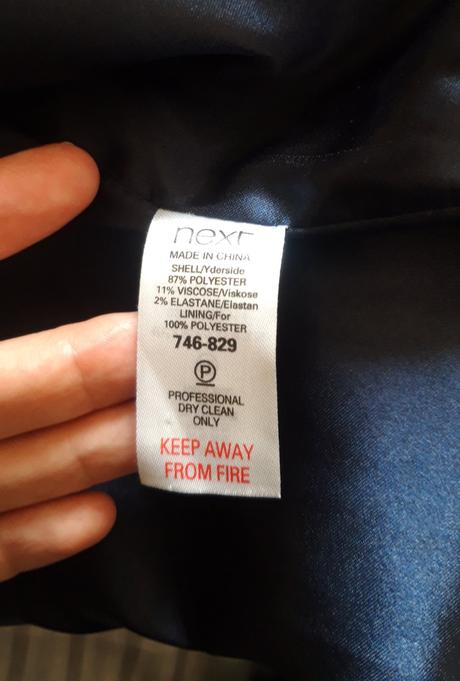 next
MADE IN CHINA
SHELL/Yderside
87% POLYESTER
11% VISCOSE/Viskose
2% ELASTANE/Elastan
LINING/For
100% POLYESTER
746-829
P
PROFESSIONAL
DRY CLEAN
ONLY
KEEP AWAY
FROM FIRE